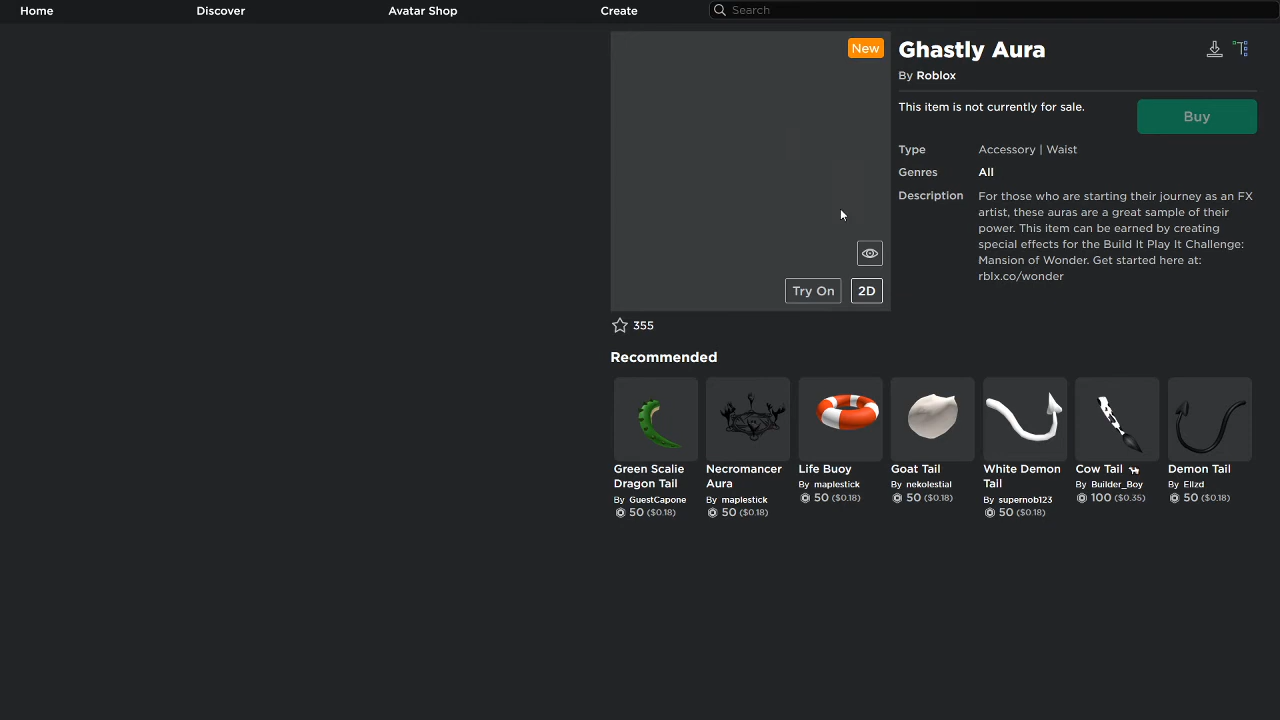 Home
Discover
Avatar Shop
Create
Search
New
Ghastly Aura
By Roblox
This item is not currently for sale.
Buy
Type
Accessory | Waist
Genres
All
Description
For those who are starting their journey as an FX
artist, these auras are a great sample of their
power. This item can be earned by creating
special effects for the Build It Play It Challenge:
Mansion of Wonder. Get started here at:
rblx.co/wonder
Try On
2D
355
Recommended
Green Scalie
Dragon Tail
By GuestCapone
50 ($0.18)
Necromancer
Aura
By maplestick
50 ($0.18)
Life Buoy
By maplestick
50 ($0.18)
Goat Tail
By nekolestial
50 ($0.18)
White Demon
Tail
By supernob123
50 ($0.18)
Cow Tail 🐄
By Builder_Boy
100 ($0.35)
Demon Tail
By Ellzd
50 ($0.18)